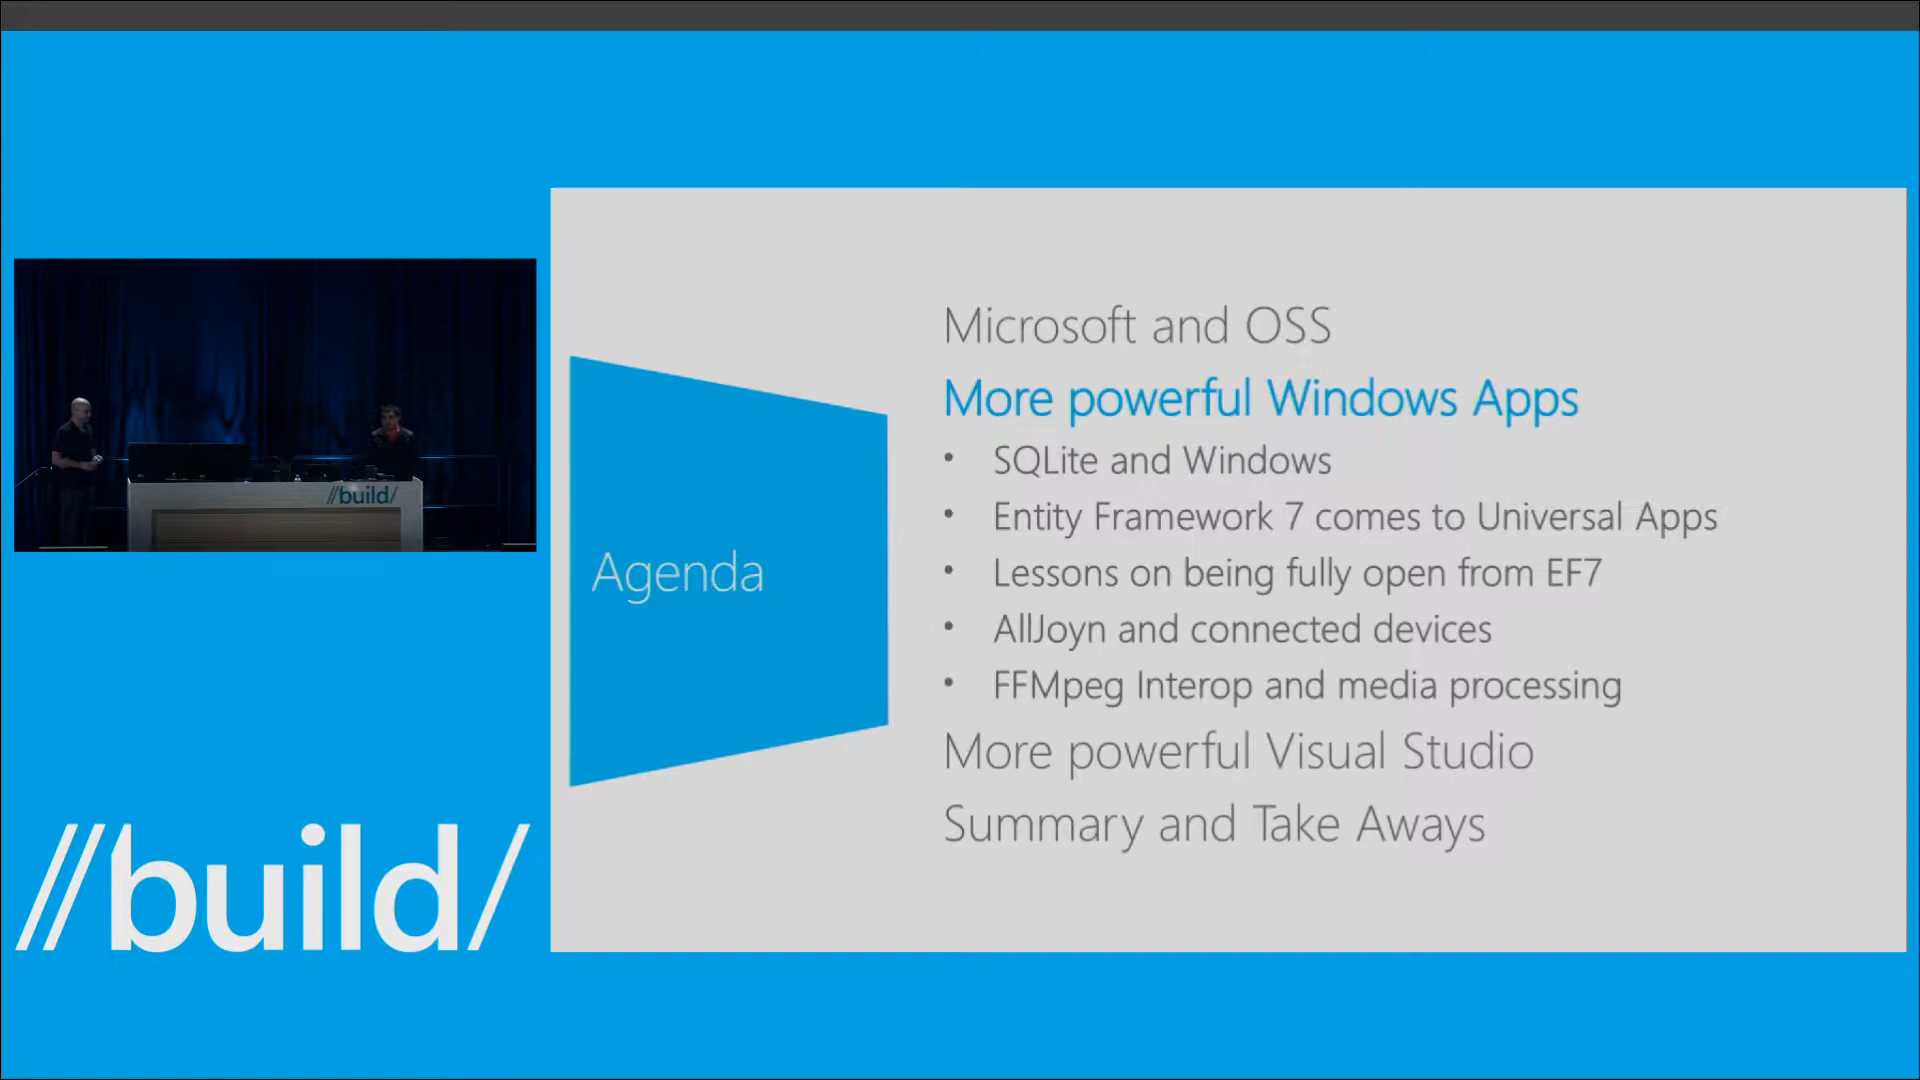 Microsoft and OSS
More powerful Windows Apps
• SQLite and Windows
• Entity Framework 7 comes to Universal Apps
• Lessons on being fully open from EF7
• AllJoyn and connected devices
• FFMpeg Interop and media processing
More powerful Visual Studio
Summary and Take Aways
Agenda
//build/
//build/